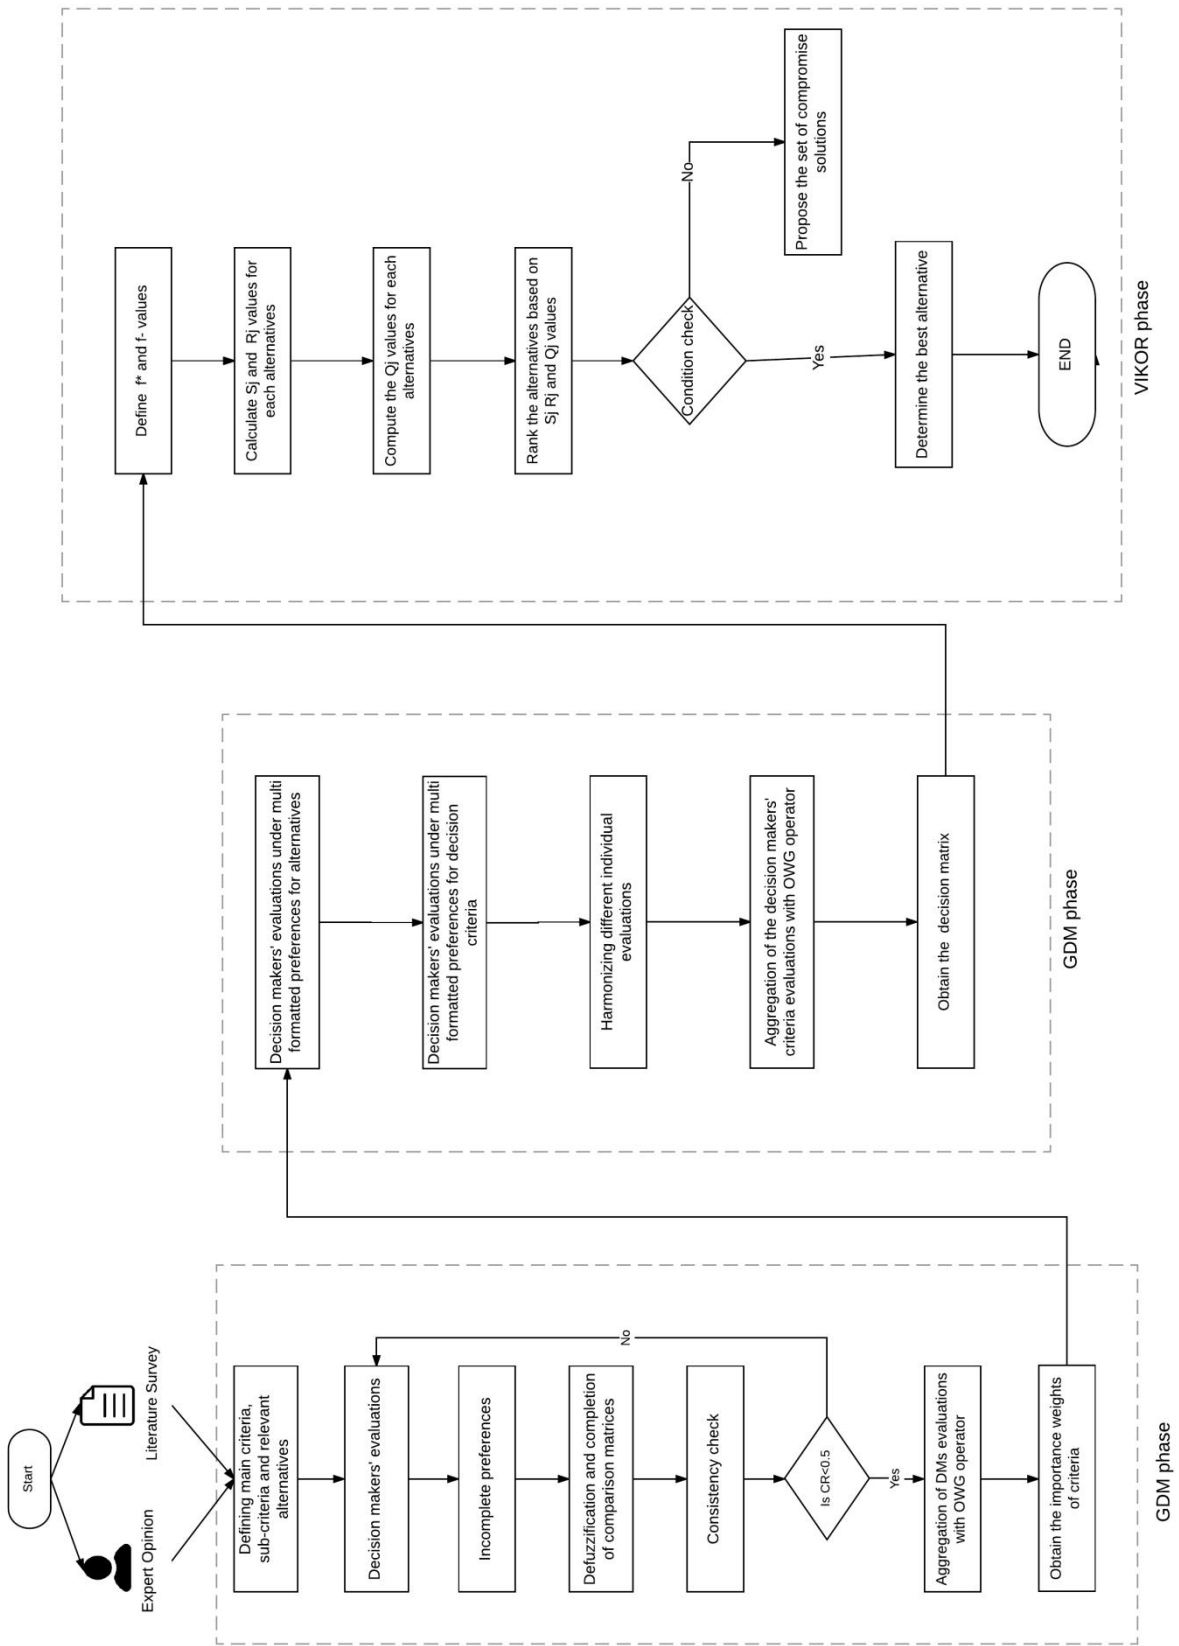 Start
Expert Opinion
Literature Survey
Defining main criteria,
sub-criteria and relevant
alternatives
Decision makers' evaluations
Incomplete preferences
Defuzzification and completion
of comparison matrices
Consistency check
Is CR<0.5
No
Yes
Aggregation of DMs evaluations
with OWG operator
Obtain the importance weights
of criteria
GDM phase
Decision makers' evaluations under multi
formatted preferences for alternatives
Decision makers' evaluations under multi
formatted preferences for decision
criteria
Harmonizing different individual
evaluations
Aggregation of the decision makers'
criteria evaluations with OWG operator
Obtain the decision matrix
GDM phase
Define f* and f- values
Calculate Sj and Rj values for
each alternatives
Compute the Qj values for each
alternatives
Rank the alternatives based on
Sj Rj and Qj values
Condition check
No
Propose the set of compromise
solutions
Yes
Determine the best alternative
END
VIKOR phase